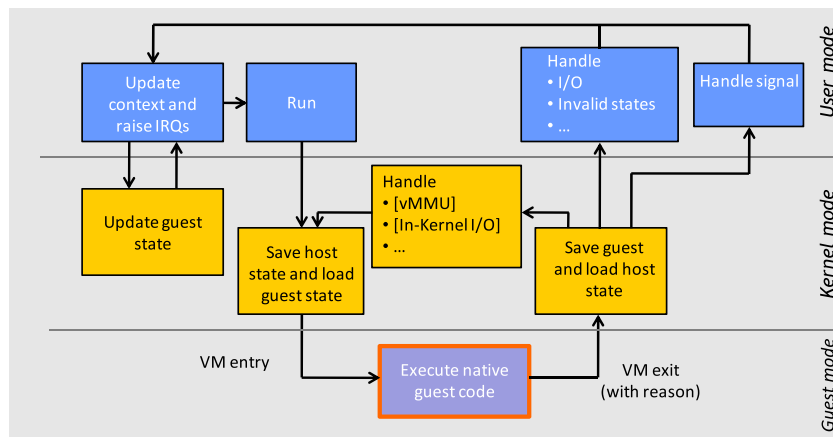 Update
context and
raise IRQs
Run
Handle
• I/O
• Invalid states
• ...
Handle signal
User mode
Update guest
state
Handle
• [vMMU]
• [In-Kernel I/O]
• ...
Save host
state and load
guest state
Save guest
and load host
state
Kernel mode
VM entry
Execute native
guest code
VM exit
(with reason)
Guest mode